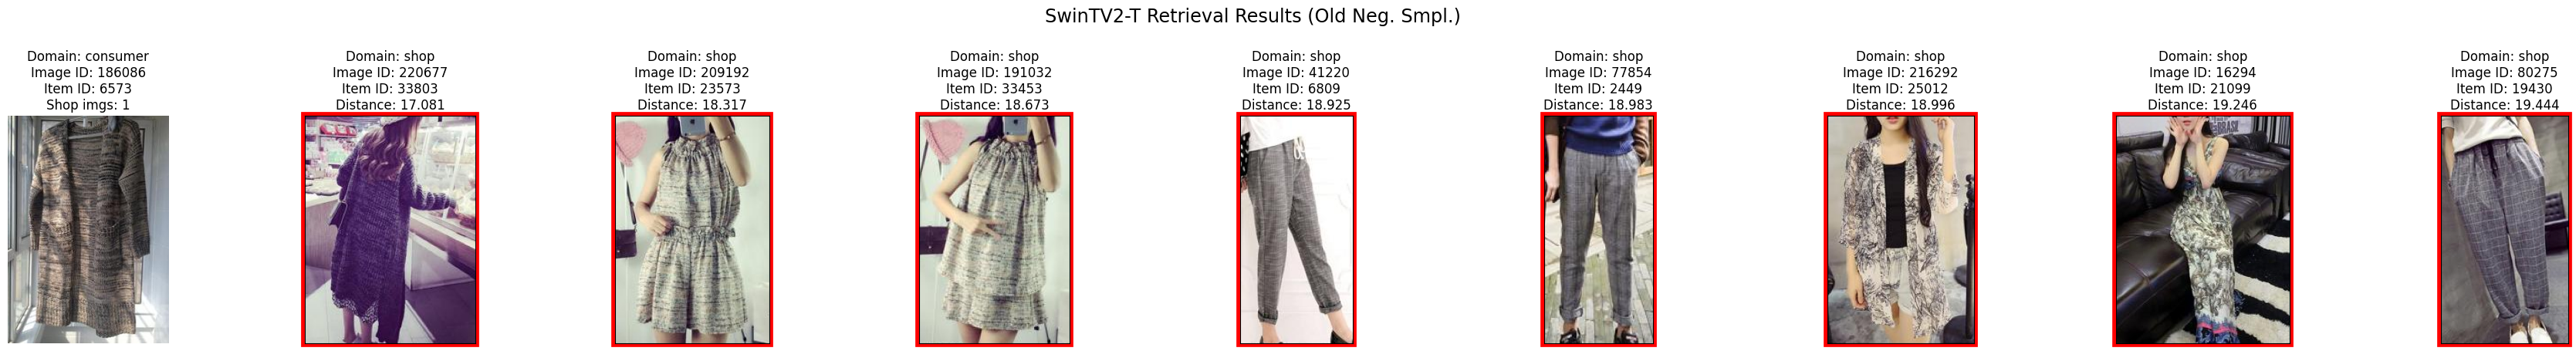 SwinTV2-T Retrieval Results (Old Neg. Smpl.)
Domain: consumer
Image ID: 186086
Item ID: 6573
Shop imgs: 1
Domain: shop
Image ID: 220677
Item ID: 33803
Distance: 17.081
Domain: shop
Image ID: 209192
Item ID: 23573
Distance: 18.317
Domain: shop
Image ID: 191032
Item ID: 33453
Distance: 18.673
Domain: shop
Image ID: 41220
Item ID: 6809
Distance: 18.925
Domain: shop
Image ID: 77854
Item ID: 2449
Distance: 18.983
Domain: shop
Image ID: 216292
Item ID: 25012
Distance: 18.996
Domain: shop
Image ID: 16294
Item ID: 21099
Distance: 19.246
Domain: shop
Image ID: 80275
Item ID: 19430
Distance: 19.444